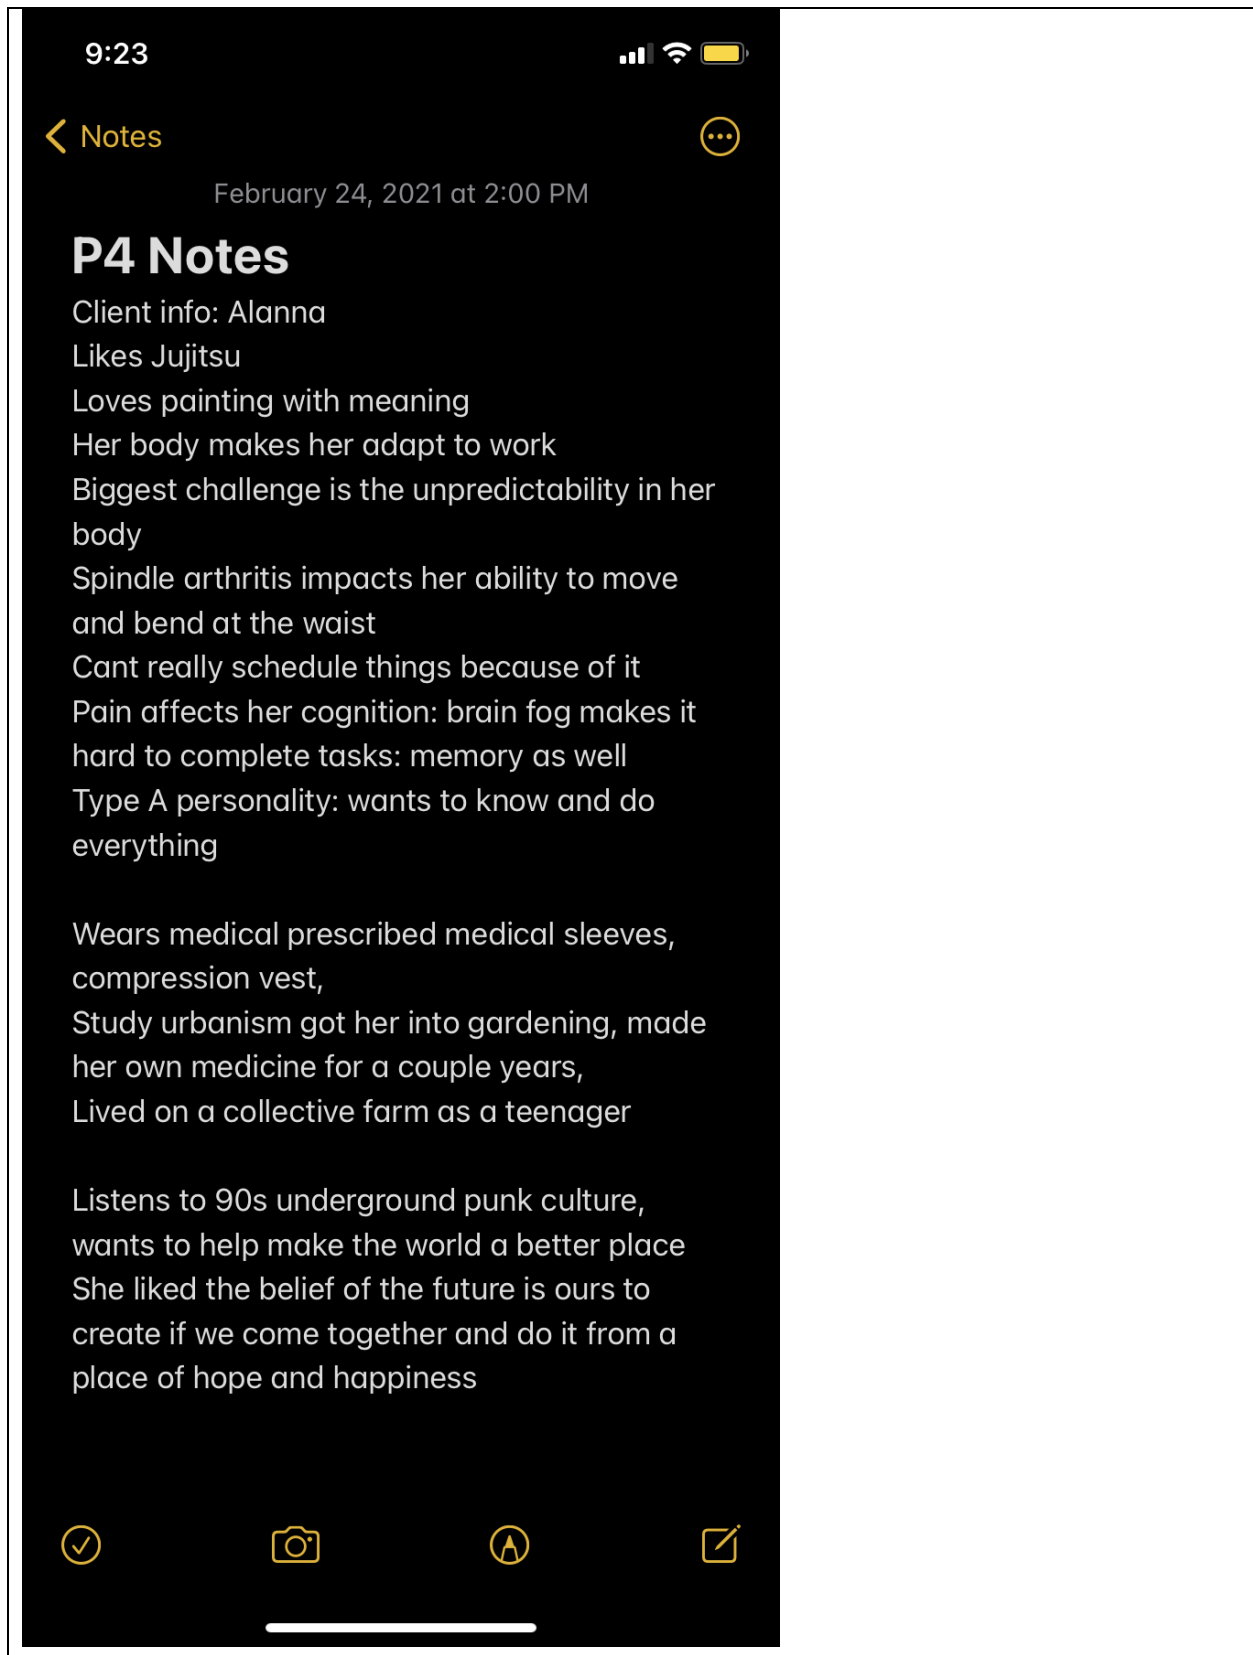 9:23
Notes
February 24, 2021 at 2:00 PM
P4 Notes
Client info: Alanna
Likes Jujitsu
Loves painting with meaning
Her body makes her adapt to work
Biggest challenge is the unpredictability in her
body
Spindle arthritis impacts her ability to move
and bend at the waist
Cant really schedule things because of it
Pain affects her cognition: brain fog makes it
hard to complete tasks: memory as well
Type A personality: wants to know and do
everything
Wears medical prescribed medical sleeves,
compression vest,
Study urbanism got her into gardening, made
her own medicine for a couple years,
Lived on a collective farm as a teenager
Listens to 90s underground punk culture,
wants to help make the world a better place
She liked the belief of the future is ours to
create if we come together and do it from a
place of hope and happiness